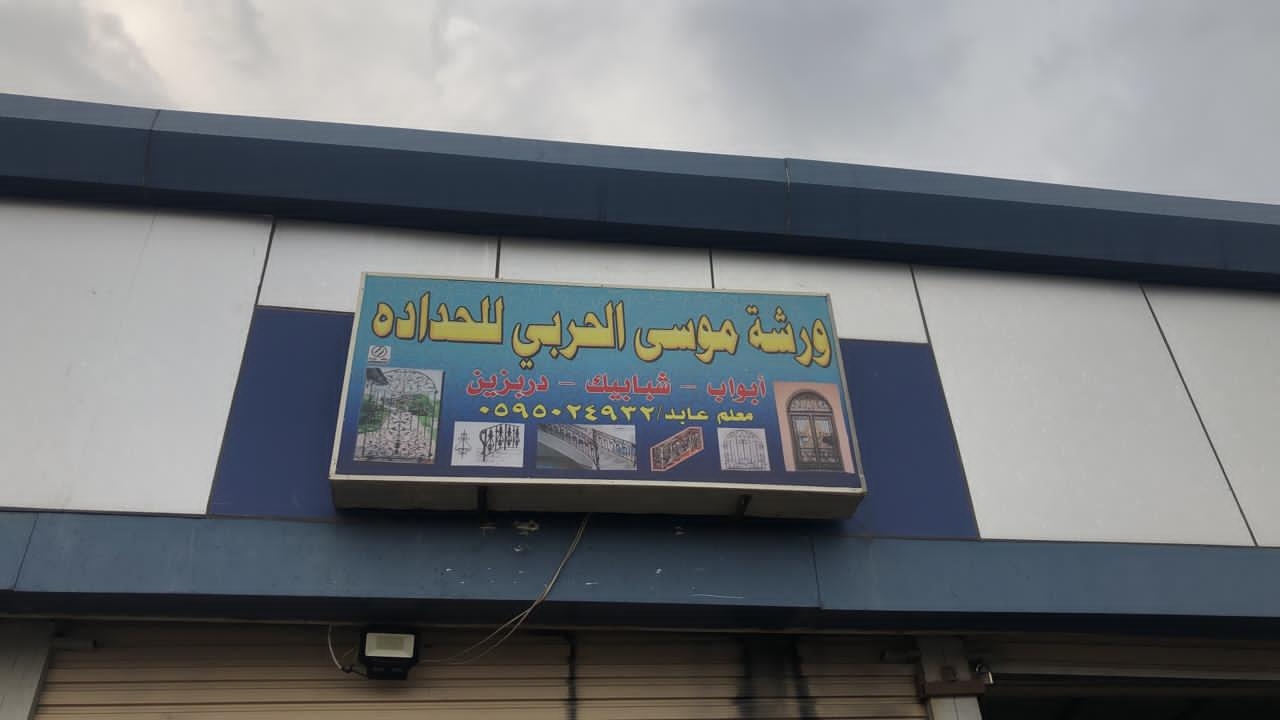 ورشة موسى الحربي للحداده
أبواب - شبابيك - دربزين
معلم عابد/٠٥٩٥٠٢٤٩٣٢